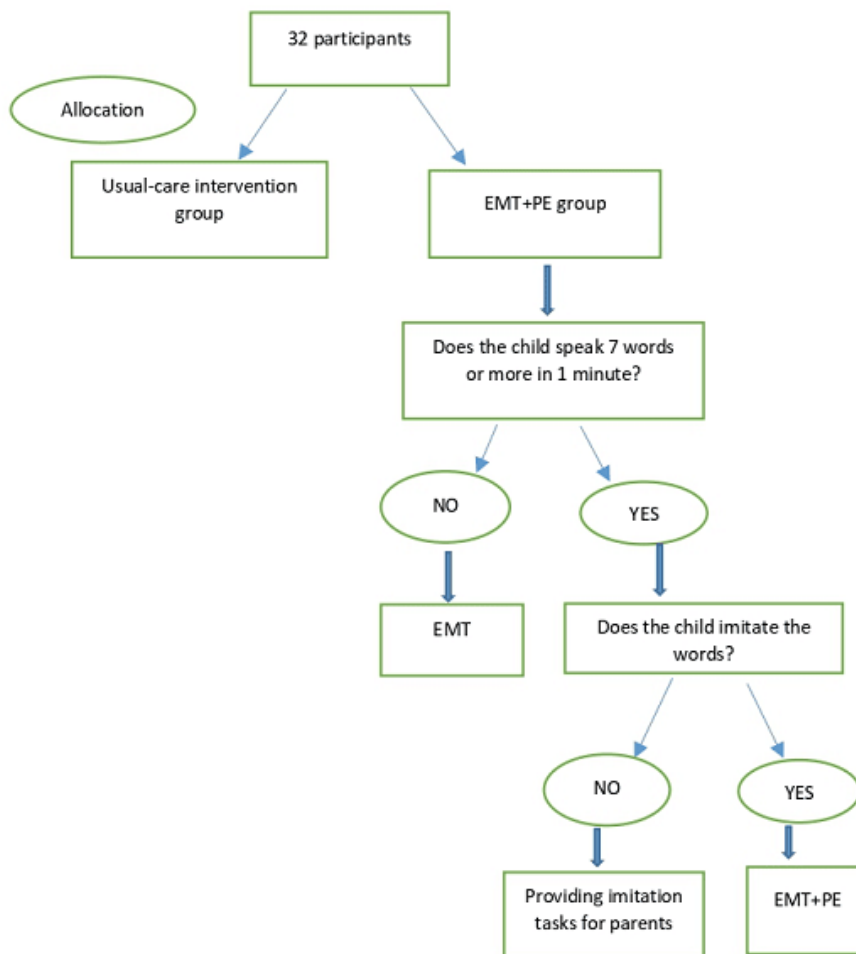 32 participants
Allocation
Usual-care intervention
group
EMT+PE group
Does the child speak 7 words
or more in 1 minute?
NO
YES
EMT
Does the child imitate the
words?
NO
YES
Providing imitation
tasks for parents
EMT+PE